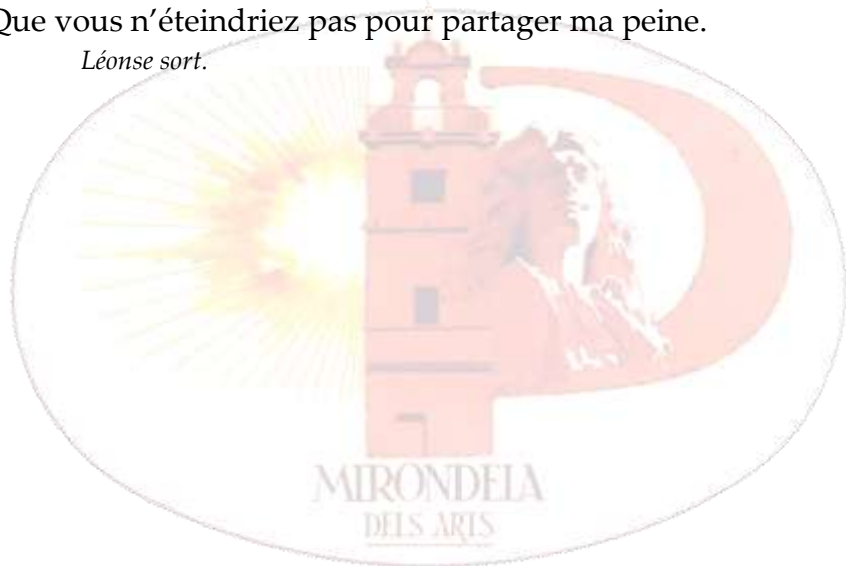 Que vous n’éteindriez pas pour partager ma peine.
Léonse sort.
MIRONDELA
DELS ARTS